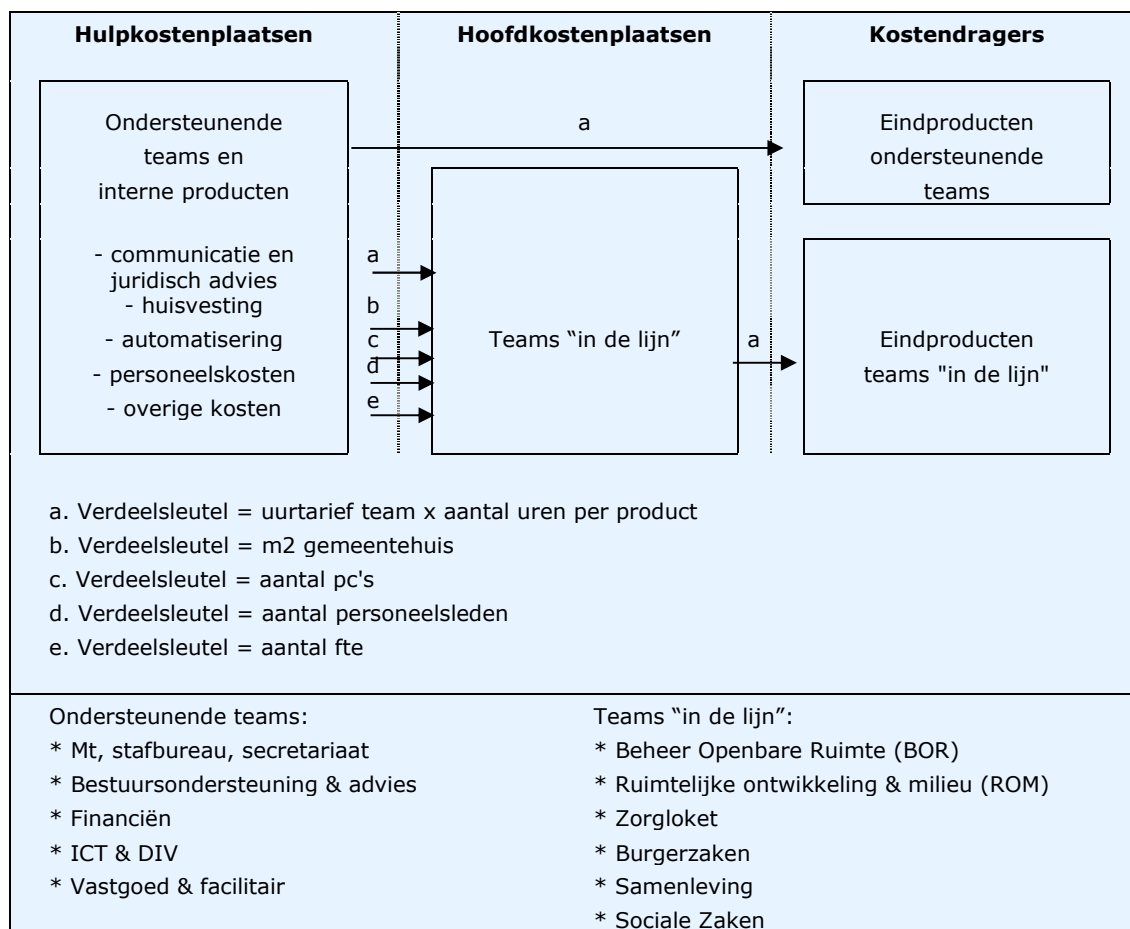 Hulpkostenplaatsen
Hoofdkostenplaatsen
Kostendragers
Ondersteunende
teams en
interne producten
- communicatie en
juridisch advies
- huisvesting
- automatisering
- personeelskosten
- overige kosten
a
a
b
c
d
e
Teams “in de lijn”
a
Eindproducten
ondersteunende
teams
Eindproducten
teams "in de lijn"
a. Verdeelsleutel = uurtarief team x aantal uren per product
b. Verdeelsleutel = m2 gemeentehuis
c. Verdeelsleutel = aantal pc's
d. Verdeelsleutel = aantal personeelsleden
e. Verdeelsleutel = aantal fte
Ondersteunende teams:
* Mt, stafbureau, secretariaat
* Bestuursondersteuning & advies
* Financiën
* ICT & DIV
* Vastgoed & facilitair
Teams “in de lijn”:
* Beheer Openbare Ruimte (BOR)
* Ruimtelijke ontwikkeling & milieu (ROM)
* Zorgloket
* Burgerzaken
* Samenleving
* Sociale Zaken